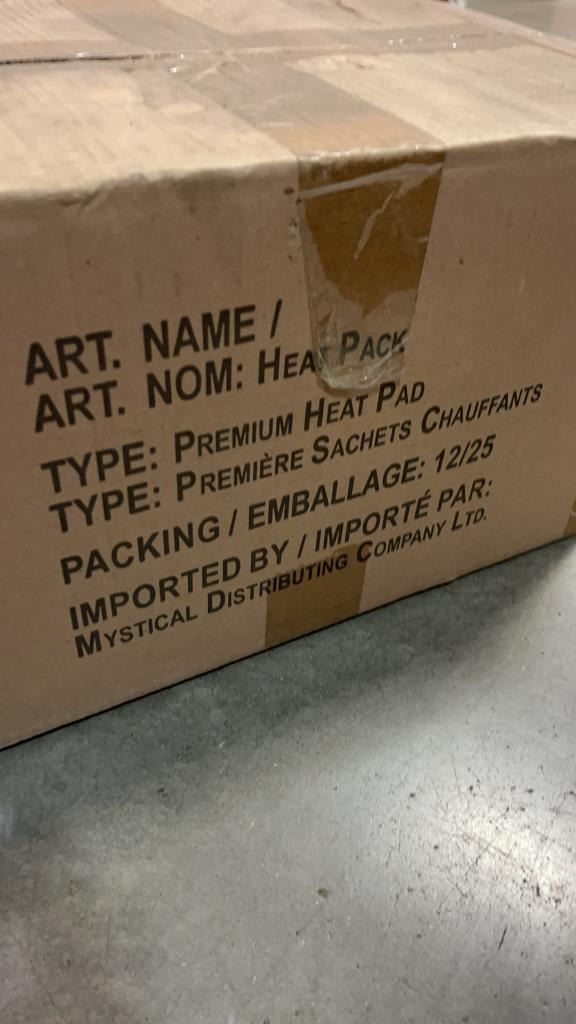 ART. NAME /
ART. NOM: HEAT PACK
TYPE: PREMIUM HEAT PAD
TYPE: PREMIÈRE SACHETS CHAUFFANTS
PACKING / EMBALLAGE: 12/25
IMPORTED BY / IMPORTÉ PAR:
MYSTICAL DISTRIBUTING COMPANY LTD.